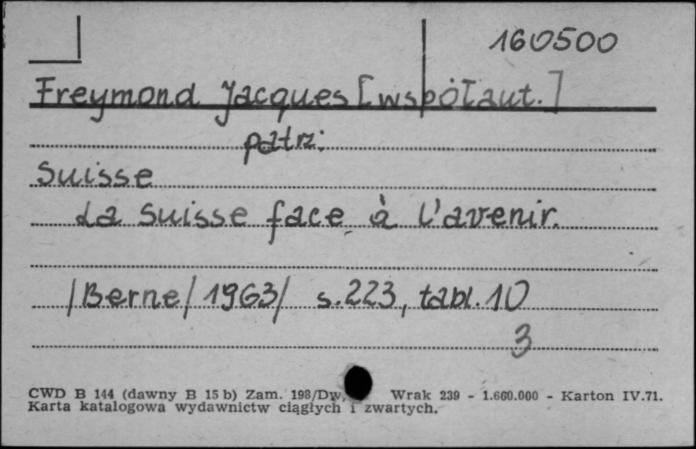 160500
Freymond Jacques [współaut.]
patrz:
Suisse
La Suisse face à l'avenir.
/Berne/ 1963/ s.223, tabl.10
3
CWD B 144 (dawny B 15 b) Zam. 198/Dw, Wrak 239 - 1.660.000 - Karton IV.71.
Karta katalogowa wydawnictw ciągłych i zwartych.